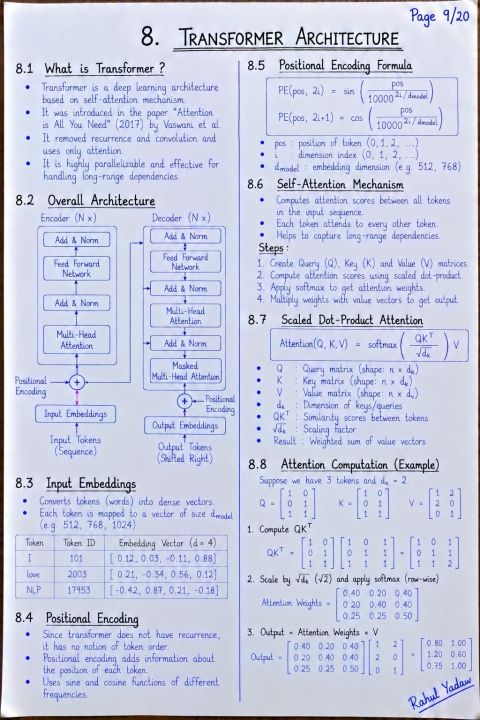 Page 9/20
8. TRANSFORMER ARCHITECTURE
8.1 What is Transformer ?
• Transformer is a deep learning architecture
based on self-attention mechanism.
• It was introduced in the paper "Attention
is All You Need" (2017) by Vaswani et al.
• It removed recurrence and convolution and
uses only attention.
• It is highly parallelizable and effective for
handling long-range dependencies.
8.2 Overall Architecture
Encoder (N x)
Add & Norm
Feed Forward
Network
Add & Norm
Multi-Head
Attention
Positional
Encoding
+
Input Embeddings
Input Tokens
(Sequence)
Decoder (N x)
Add & Norm
Feed Forward
Network
Add & Norm
Multi-Head
Attention
Add & Norm
Masked
Multi-Head Attention
+
Positional
Encoding
Output Embeddings
Output Tokens
(Shifted Right)
8.3 Input Embeddings
• Converts tokens (words) into dense vectors.
• Each token is mapped to a vector of size dmodel
(e.g. 512, 768, 1024)
Token Token ID Embedding Vector (d = 4)
I 101 [ 0.12, 0.03, -0.11, 0.88]
love 2003 [ 0.21, -0.34, 0.56, 0.12]
NLP 17953 [-0.42, 0.87, 0.21, -0.18]
8.4 Positional Encoding
• Since transformer does not have recurrence,
it has no notion of token order.
• Positional encoding adds information about
the position of each token.
• Uses sine and cosine functions of different
frequencies.
8.5 Positional Encoding Formula
PE(pos, 2i) = sin ( pos / 10000^(2i / dmodel) )
PE(pos, 2i+1) = cos ( pos / 10000^(2i / dmodel) )
• pos : position of token (0, 1, 2, ...)
• i : dimension index (0, 1, 2, ...)
• dmodel : embedding dimension (e.g. 512, 768)
8.6 Self-Attention Mechanism
• Computes attention scores between all tokens
in the input sequence.
• Each token attends to every other token.
• Helps to capture long-range dependencies.
Steps :
1. Create Query (Q), Key (K) and Value (V) matrices.
2. Compute attention scores using scaled dot-product.
3. Apply softmax to get attention weights.
4. Multiply weights with value vectors to get output.
8.7 Scaled Dot-Product Attention
Attention(Q, K, V) = softmax ( QKᵀ / √dk ) V
• Q : Query matrix (shape: n x dk)
• K : Key matrix (shape: n x dk)
• V : Value matrix (shape: n x dv)
• dk : Dimension of keys/queries
• QKᵀ : Similarity scores between tokens
• √dk : Scaling factor
• Result : Weighted sum of value vectors
8.8 Attention Computation (Example)
Suppose we have 3 tokens and dk = 2.
1 0 1 0 1 2
Q = 0 1 K = 0 1 V = 2 0
1 1 1 1 0 1
1. Compute QKᵀ
1 0 1 0 1 1 0 1
QKᵀ = 0 1 0 1 1 = 0 1 1
1 1 1 1 1 1 2
2. Scale by √dk (√2) and apply softmax (row-wise)
0.40 0.20 0.40
Attention Weights = 0.20 0.40 0.40
0.25 0.25 0.50
3. Output = Attention Weights × V
0.40 0.20 0.40 1 2 0.80 1.00
Output = 0.20 0.40 0.40 2 0 = 1.20 0.60
0.25 0.25 0.50 0 1 0.75 1.00
Rahul Yadaw